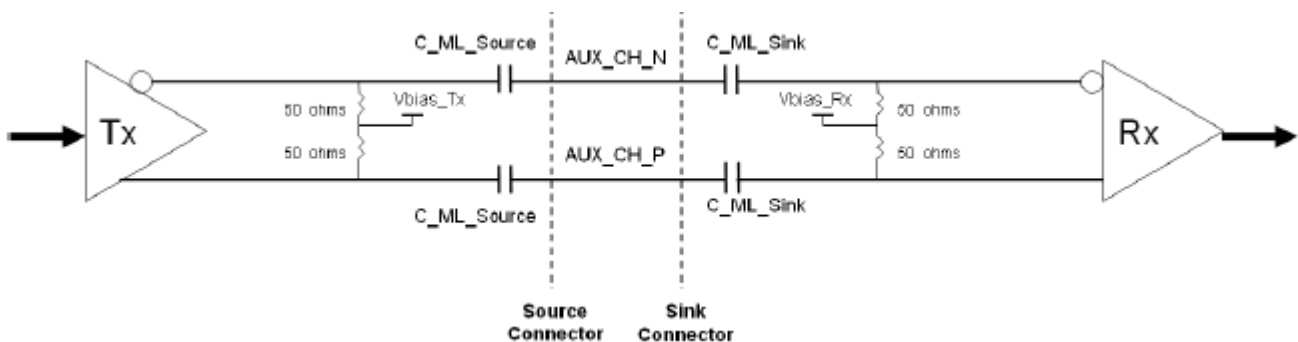 C_ML_Source
AUX_CH_N
C_ML_Sink
50 ohms
Vbias_Tx
Vbias_Rx
50 ohms
Tx
50 ohms
AUX_CH_P
50 ohms
Rx
C_ML_Source
C_ML_Sink
Source
Connector
Sink
Connector